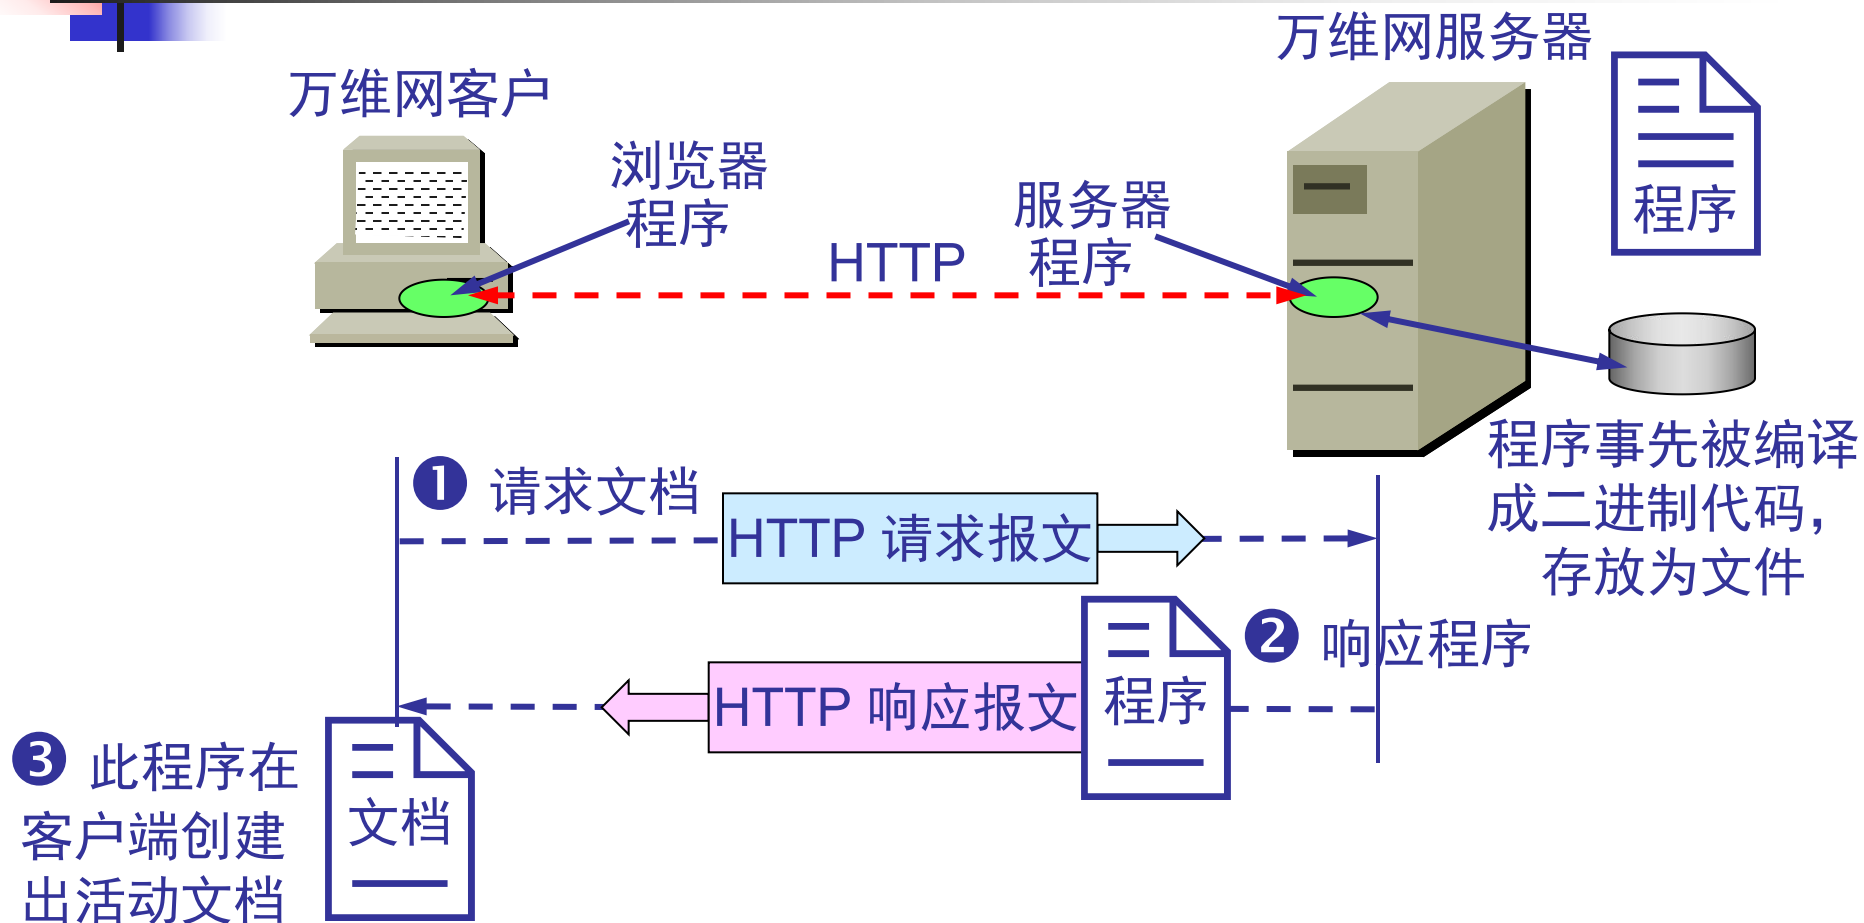 万维网服务器
万维网客户
浏览器
程序
服务器
程序
HTTP
程序
程序事先被编译
成二进制代码，
存放为文件
❶ 请求文档
HTTP 请求报文
❷ 响应程序
HTTP 响应报文
程序
❸ 此程序在
客户端创建
出活动文档
文档